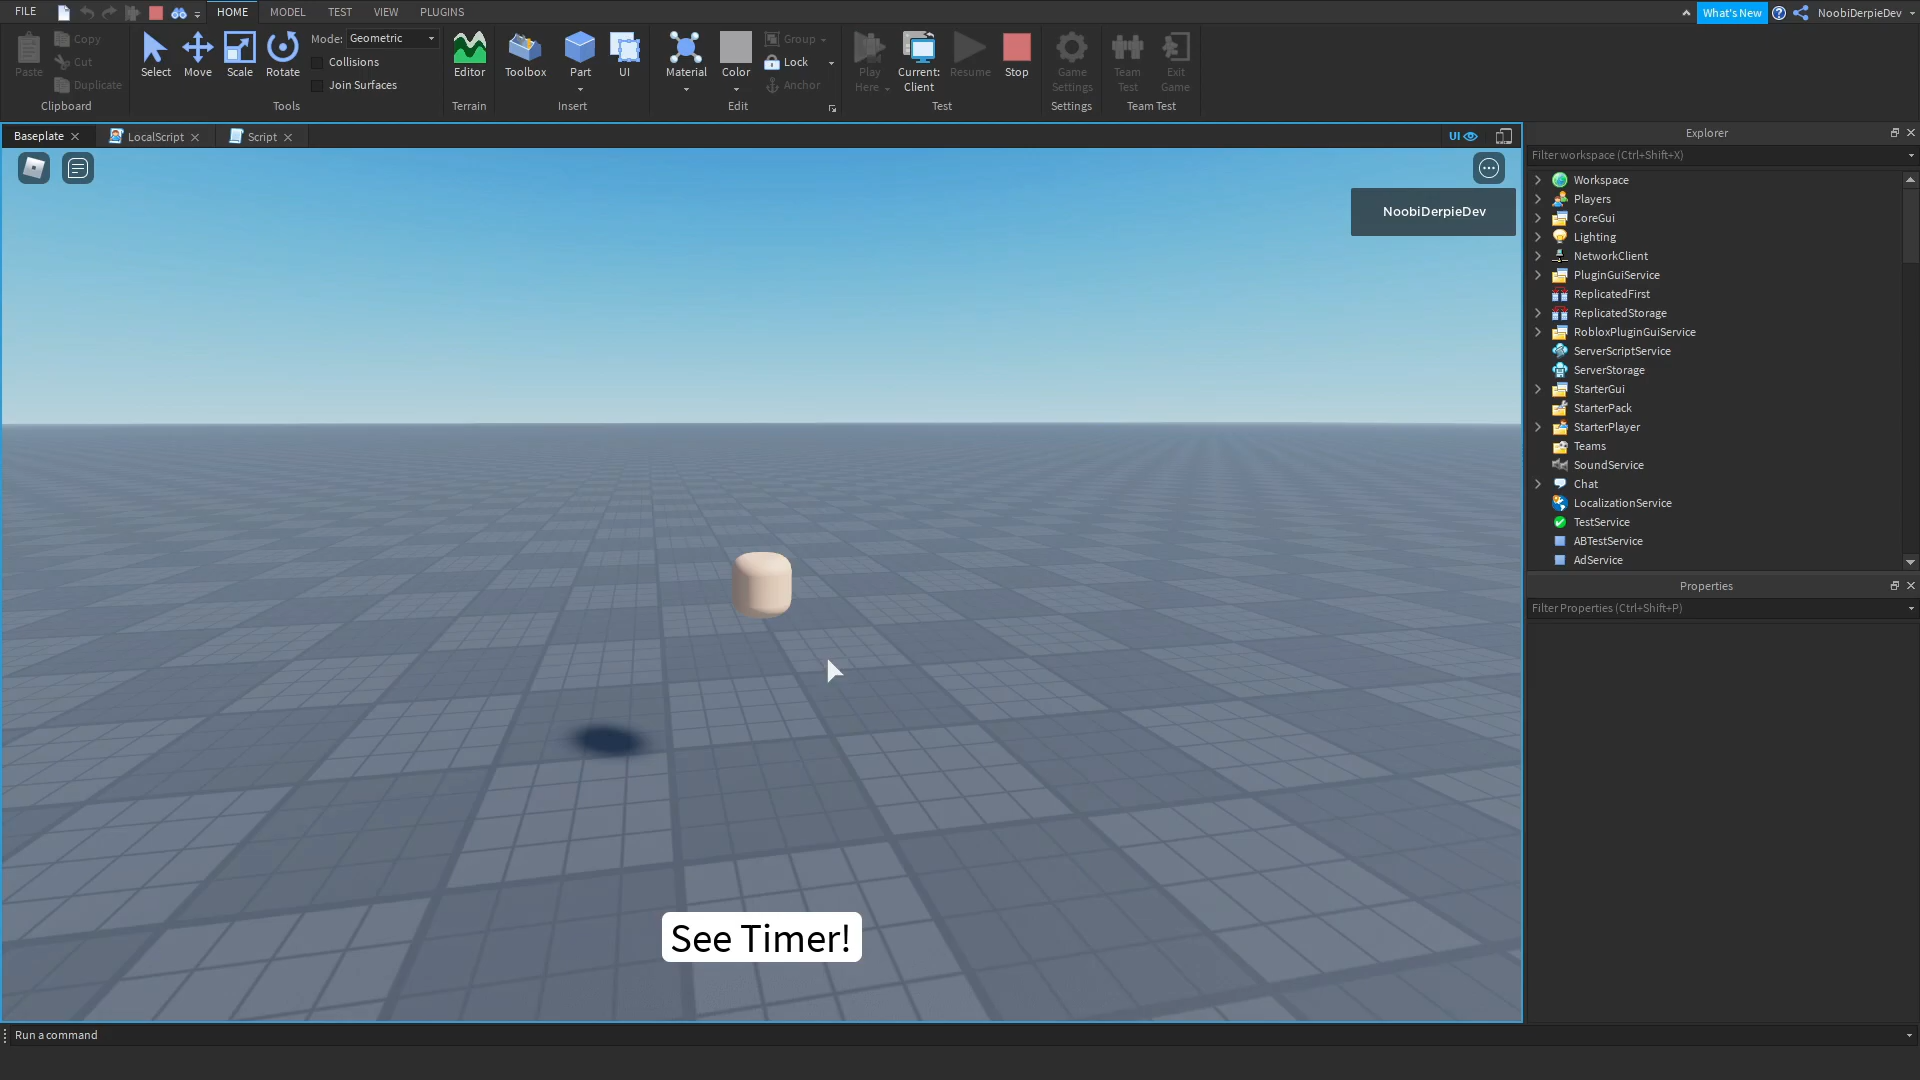 FILE
HOME
MODEL
TEST
VIEW
PLUGINS
What's New
NoobiDerpieDev
Paste
Copy
Cut
Duplicate
Clipboard
Select
Move
Scale
Rotate
Mode: Geometric
Collisions
Join Surfaces
Tools
Editor
Terrain
Toolbox
Part
UI
Insert
Material
Color
Group
Lock
Anchor
Edit
Play
Here
Current:
Client
Resume
Stop
Test
Game
Settings
Settings
Team
Test
Exit
Game
Team Test
Baseplate
LocalScript
Script
UI
NoobiDerpieDev
See Timer!
Explorer
Filter workspace (Ctrl+Shift+X)
Workspace
Players
CoreGui
Lighting
NetworkClient
PluginGuiService
ReplicatedFirst
ReplicatedStorage
RobloxPluginGuiService
ServerScriptService
ServerStorage
StarterGui
StarterPack
StarterPlayer
Teams
SoundService
Chat
LocalizationService
TestService
ABTestService
AdService
Properties
Filter Properties (Ctrl+Shift+P)
Run a command